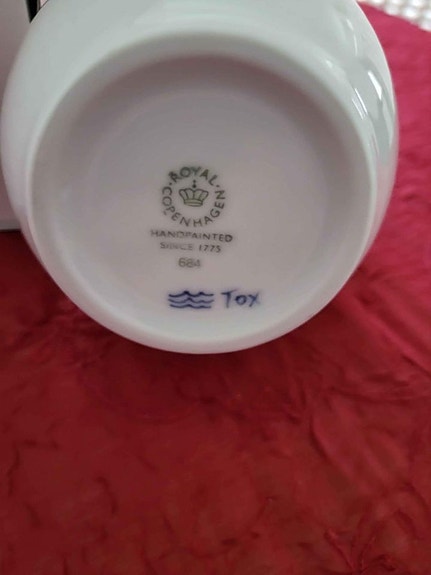 ROYAL
COPENHAGEN
HANDPAINTED
SINCE 1775
684
Tox